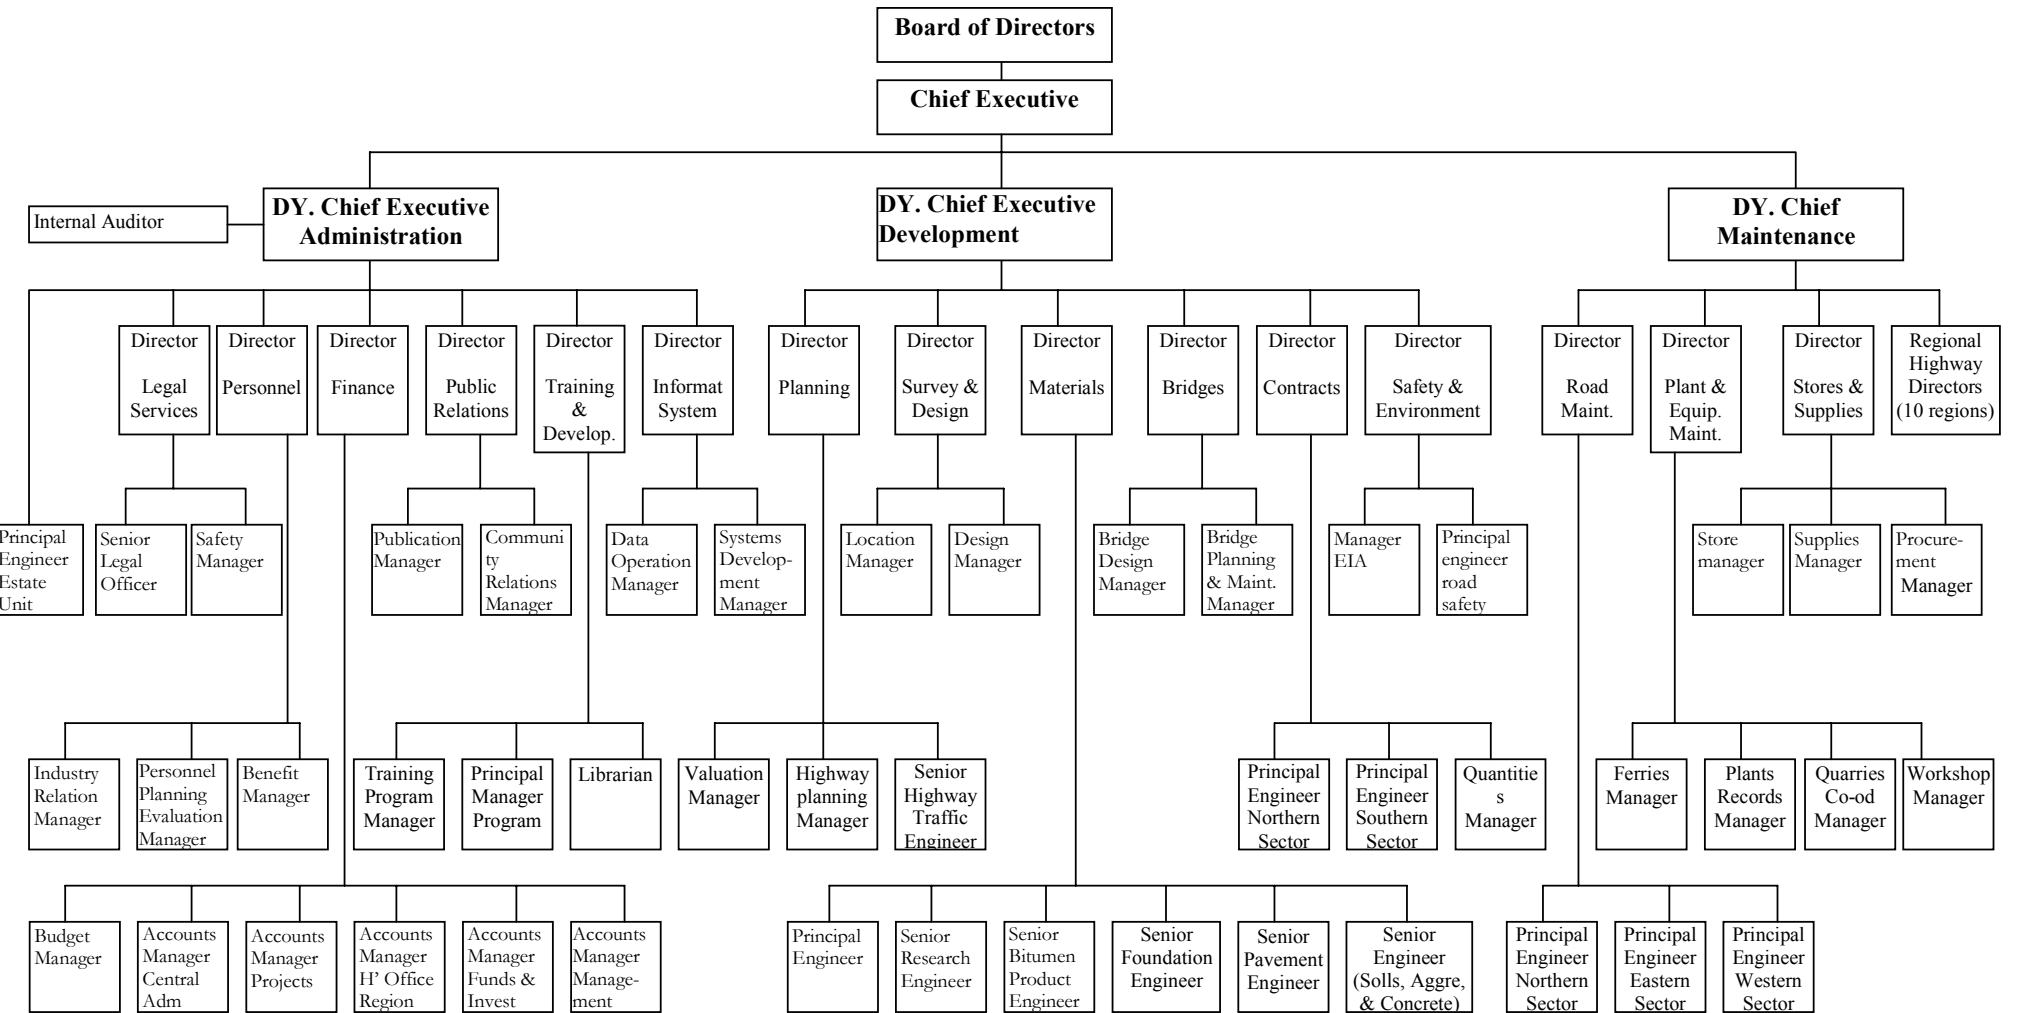 Board of Directors
Chief Executive
Internal Auditor
DY. Chief Executive
Administration
DY. Chief Executive
Development
DY. Chief
Maintenance
Director
Legal
Services
Director
Personnel
Director
Finance
Director
Public
Relations
Director
Training
&
Develop.
Director
Informat
System
Director
Planning
Director
Survey &
Design
Director
Materials
Director
Bridges
Director
Contracts
Director
Safety &
Environment
Director
Road
Maint.
Director
Plant &
Equip.
Maint.
Director
Stores &
Supplies
Regional
Highway
Directors
(10 regions)
Principal
Engineer
Estate
Unit
Senior
Legal
Officer
Safety
Manager
Publication
Manager
Communi
ty
Relations
Manager
Data
Operation
Manager
Systems
Develop-
ment
Manager
Location
Manager
Design
Manager
Bridge
Design
Manager
Bridge
Planning
& Maint.
Manager
Manager
EIA
Principal
engineer
road
safety
Store
manager
Supplies
Manager
Procure-
ment
Manager
Industry
Relation
Manager
Personnel
Planning
Evaluation
Manager
Benefit
Manager
Training
Program
Manager
Principal
Manager
Program
Librarian
Valuation
Manager
Highway
planning
Manager
Senior
Highway
Traffic
Engineer
Principal
Engineer
Northern
Sector
Principal
Engineer
Southern
Sector
Quantitie
s
Manager
Ferries
Manager
Plants
Records
Manager
Quarries
Co-od
Manager
Workshop
Manager
Budget
Manager
Accounts
Manager
Central
Adm
Accounts
Manager
Projects
Accounts
Manager
H’ Office
Region
Accounts
Manager
Funds &
Invest
Accounts
Manager
Manage-
ment
Principal
Engineer
Senior
Research
Engineer
Senior
Bitumen
Product
Engineer
Senior
Foundation
Engineer
Senior
Pavement
Engineer
Senior
Engineer
(Solls, Aggre,
& Concrete)
Principal
Engineer
Northern
Sector
Principal
Engineer
Eastern
Sector
Principal
Engineer
Western
Sector